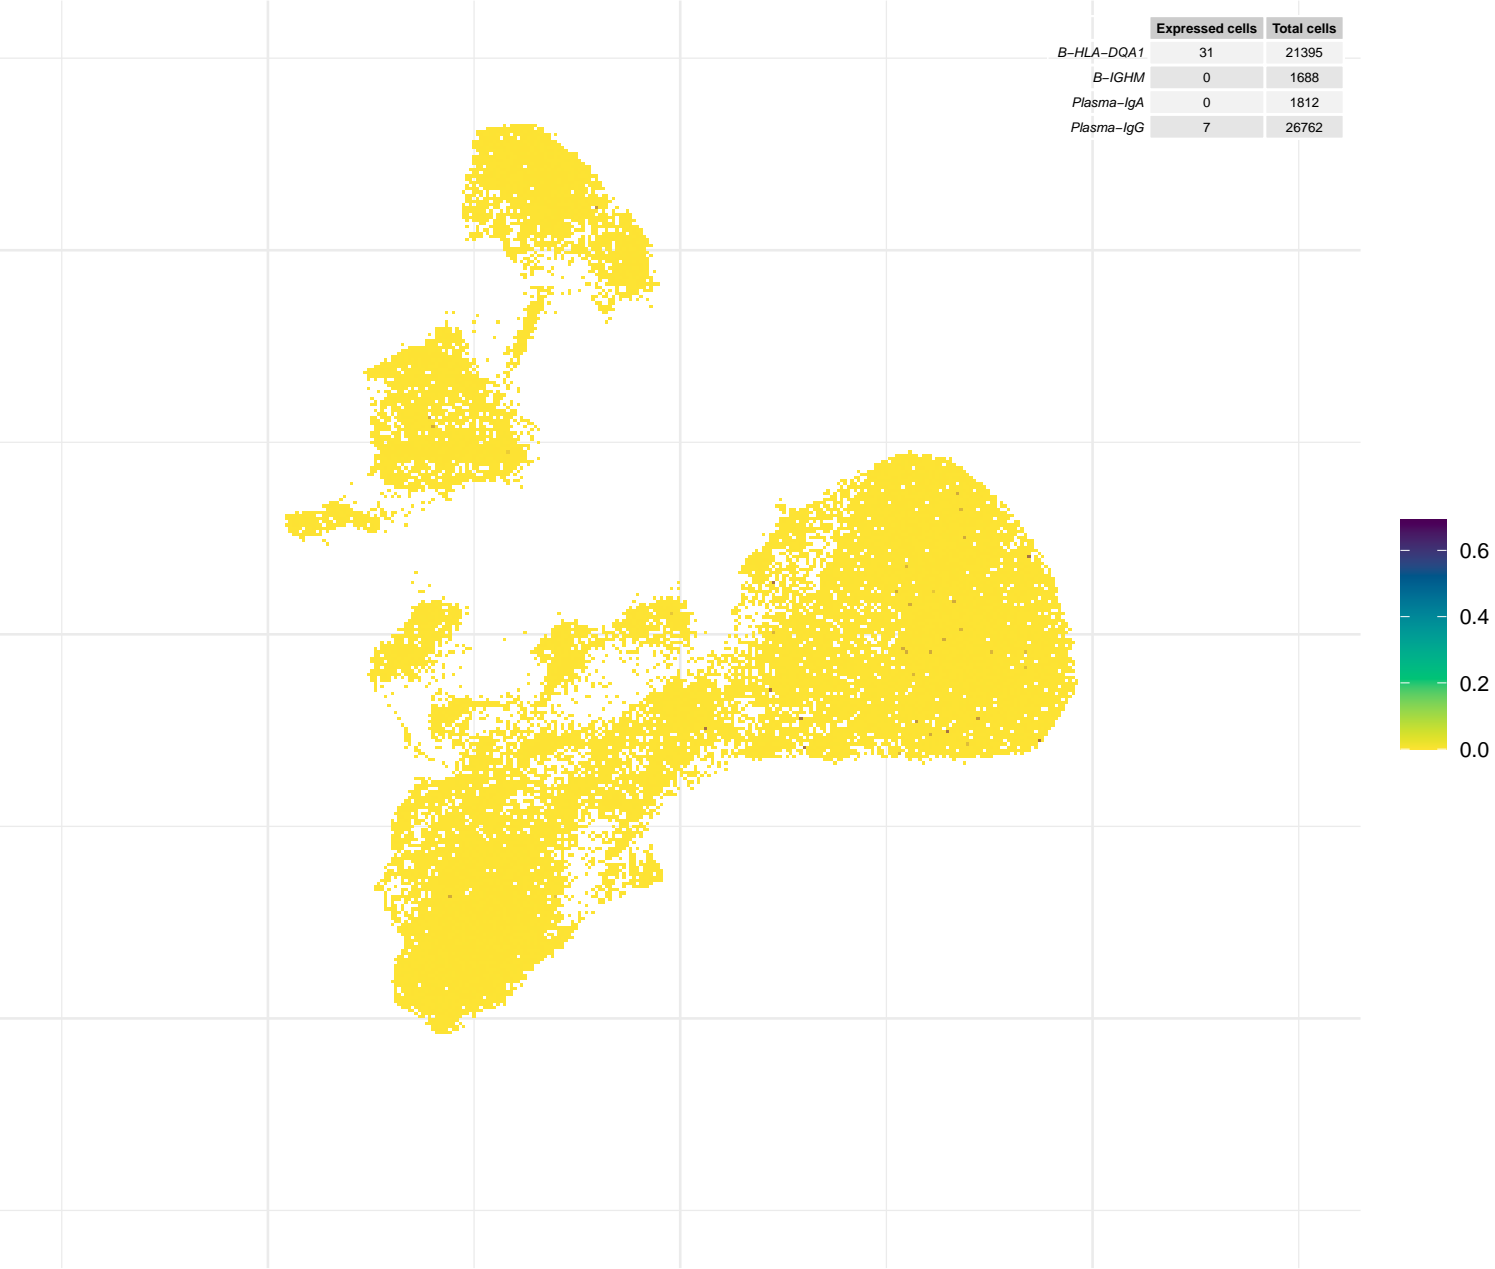 Expressed cells Total cells
B−HLA−DQA1 31 21395
B−IGHM 0 1688
Plasma−IgA 0 1812
Plasma−IgG 7 26762
0.6
0.4
0.2
0.0